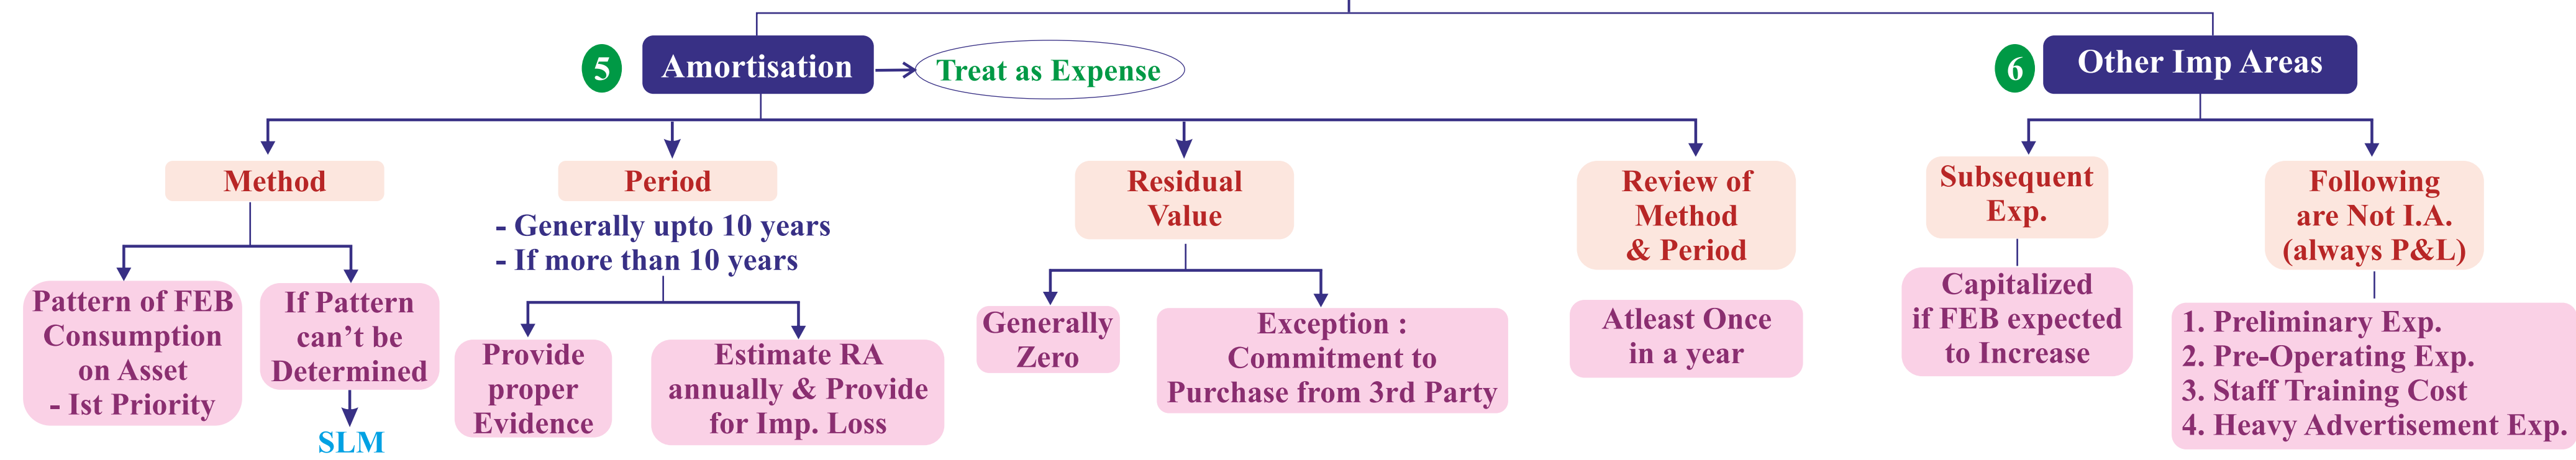 5
Amortisation
Treat as Expense
6
Other Imp Areas
Method
Pattern of FEB
Consumption
on Asset
- Ist Priority
If Pattern
can't be
Determined
SLM
Period
- Generally upto 10 years
- If more than 10 years
Provide
proper
Evidence
Estimate RA
annually & Provide
for Imp. Loss
Residual
Value
Generally
Zero
Exception :
Commitment to
Purchase from 3rd Party
Review of
Method
& Period
Atleast Once
in a year
Subsequent
Exp.
Capitalized
if FEB expected
to Increase
Following
are Not I.A.
(always P&L)
1. Preliminary Exp.
2. Pre-Operating Exp.
3. Staff Training Cost
4. Heavy Advertisement Exp.